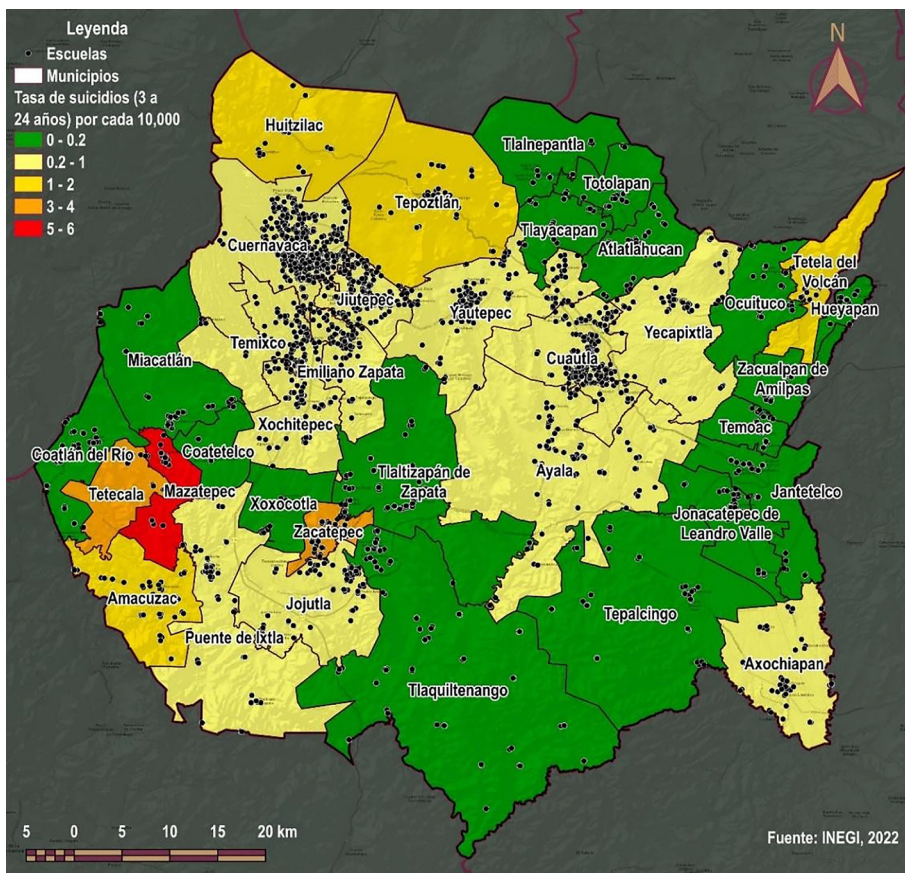 Leyenda
Escuelas
Municipios
Tasa de suicidios (3 a
24 años) por cada 10,000
0 - 0.2
0.2 - 1
1 - 2
3 - 4
5 - 6
N
Huitzilac
Tepoztlán
Tlalnepantla
Totolapan
Tlayacapan
Atlatlahucan
Cuernavaca
Jiutepec
Yautepec
Yecapixtla
Ocuituco
Tetela del
Volcán
Hueyapan
Miacatlán
Temixco
Emiliano Zapata
Cuautla
Zacualpan de
Amilpas
Xochitepec
Temoac
Coatlán del Río
Coatetelco
Tetecala
Mazatepec
Xoxocotla
Tlaltizapán de
Zapata
Ayala
Jantetelco
Jonacatepec de
Leandro Valle
Zacatepec
Amacuzac
Jojutla
Puente de Ixtla
Tepalcingo
Tlaquiltenango
Axochiapan
5 0 5 10 15 20 km
Fuente: INEGI, 2022